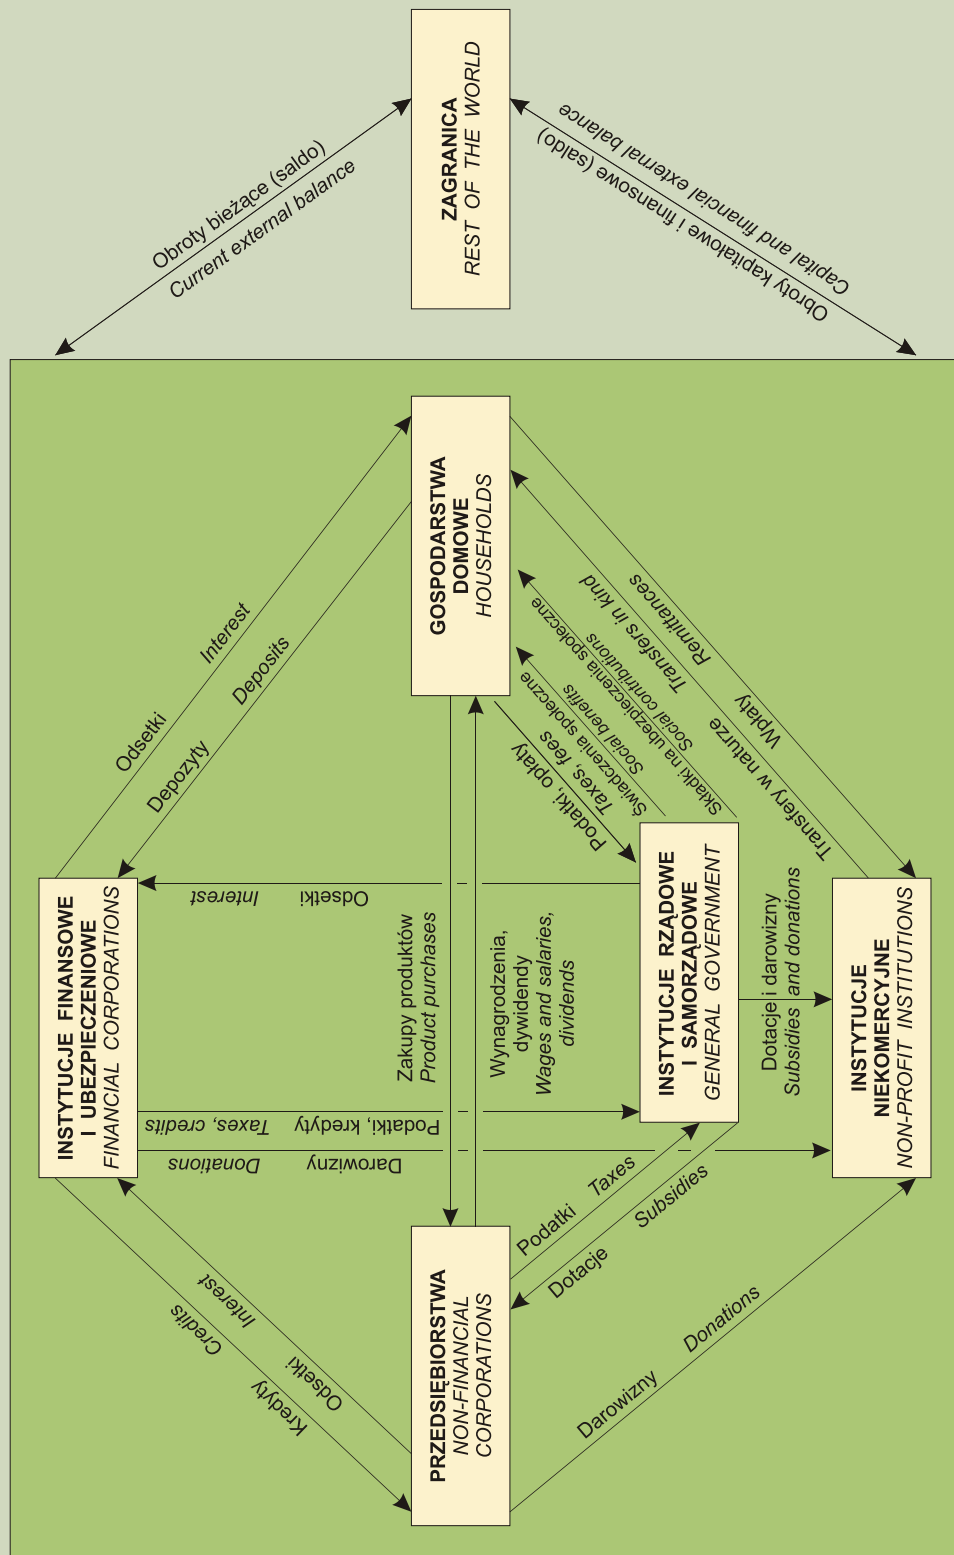 ZAGRANICA
REST OF THE WORLD
Obroty bieżące (saldo)
Current external balance
Obroty kapitałowe i finansowe (saldo)
Capital and financial external balance
GOSPODARSTWA
DOMOWE
HOUSEHOLDS
Odsetki Interest
Depozyty Deposits
INSTYTUCJE FINANSOWE
I UBEZPIECZENIOWE
FINANCIAL CORPORATIONS
Odsetki Interest
Zakupy produktów
Product purchases
Wynagrodzenia,
dywidendy
Wages and salaries,
dividends
Podatki, opłaty
Taxes, fees
Świadczenia społeczne
Social benefits
Składki na ubezpieczenia społeczne
Social contributions
Transfery w naturze Transfers in kind
Wpłaty Remittances
INSTYTUCJE RZĄDOWE
I SAMORZĄDOWE
GENERAL GOVERNMENT
Dotacje i darowizny
Subsidies and donations
INSTYTUCJE
NIEKOMERCYJNE
NON-PROFIT INSTITUTIONS
Podatki, kredyty Taxes, credits
Darowizny Donations
Kredyty Credits
Odsetki Interest
PRZEDSIĘBIORSTWA
NON-FINANCIAL
CORPORATIONS
Podatki Taxes
Dotacje Subsidies
Darowizny Donations